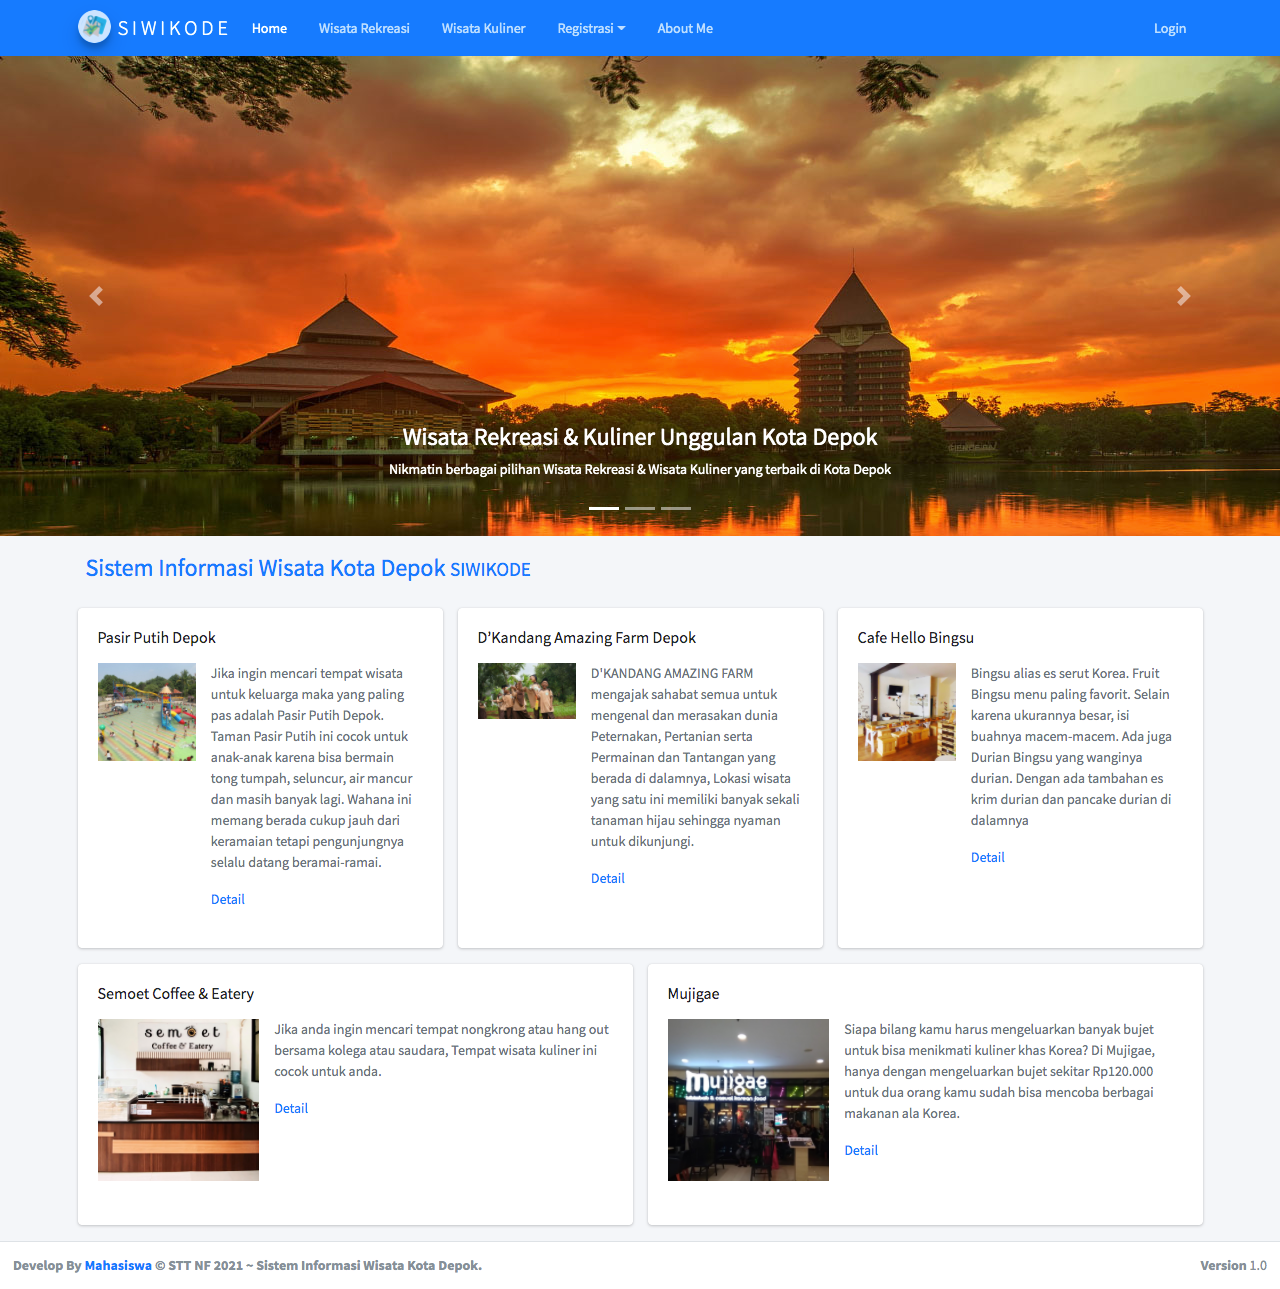 SIWIKODE
Home
Wisata Rekreasi
Wisata Kuliner
Registrasi
About Me
Login
Wisata Rekreasi & Kuliner Unggulan Kota Depok
Nikmatin berbagai pilihan Wisata Rekreasi & Wisata Kuliner yang terbaik di Kota Depok
Sistem Informasi Wisata Kota Depok SIWIKODE
Pasir Putih Depok
Jika ingin mencari tempat wisata
untuk keluarga maka yang paling
pas adalah Pasir Putih Depok.
Taman Pasir Putih ini cocok untuk
anak-anak karena bisa bermain
tong tumpah, seluncur, air mancur
dan masih banyak lagi. Wahana ini
memang berada cukup jauh dari
keramaian tetapi pengunjungnya
selalu datang beramai-ramai.
Detail
D’Kandang Amazing Farm Depok
D'KANDANG AMAZING FARM
mengajak sahabat semua untuk
mengenal dan merasakan dunia
Peternakan, Pertanian serta
Permainan dan Tantangan yang
berada di dalamnya, Lokasi wisata
yang satu ini memiliki banyak sekali
tanaman hijau sehingga nyaman
untuk dikunjungi.
Detail
Cafe Hello Bingsu
Bingsu alias es serut Korea. Fruit
Bingsu menu paling favorit. Selain
karena ukurannya besar, isi
buahnya macem-macem. Ada juga
Durian Bingsu yang wanginya
durian. Dengan ada tambahan es
krim durian dan pancake durian di
dalamnya
Detail
Semoet Coffee & Eatery
semoet
Coffee & Eatery
Jika anda ingin mencari tempat nongkrong atau hang out
bersama kolega atau saudara, Tempat wisata kuliner ini
cocok untuk anda.
Detail
Mujigae
mujigae
Siapa bilang kamu harus mengeluarkan banyak bujet
untuk bisa menikmati kuliner khas Korea? Di Mujigae,
hanya dengan mengeluarkan bujet sekitar Rp120.000
untuk dua orang kamu sudah bisa mencoba berbagai
makanan ala Korea.
Detail
Develop By Mahasiswa © STT NF 2021 ~ Sistem Informasi Wisata Kota Depok.
Version 1.0